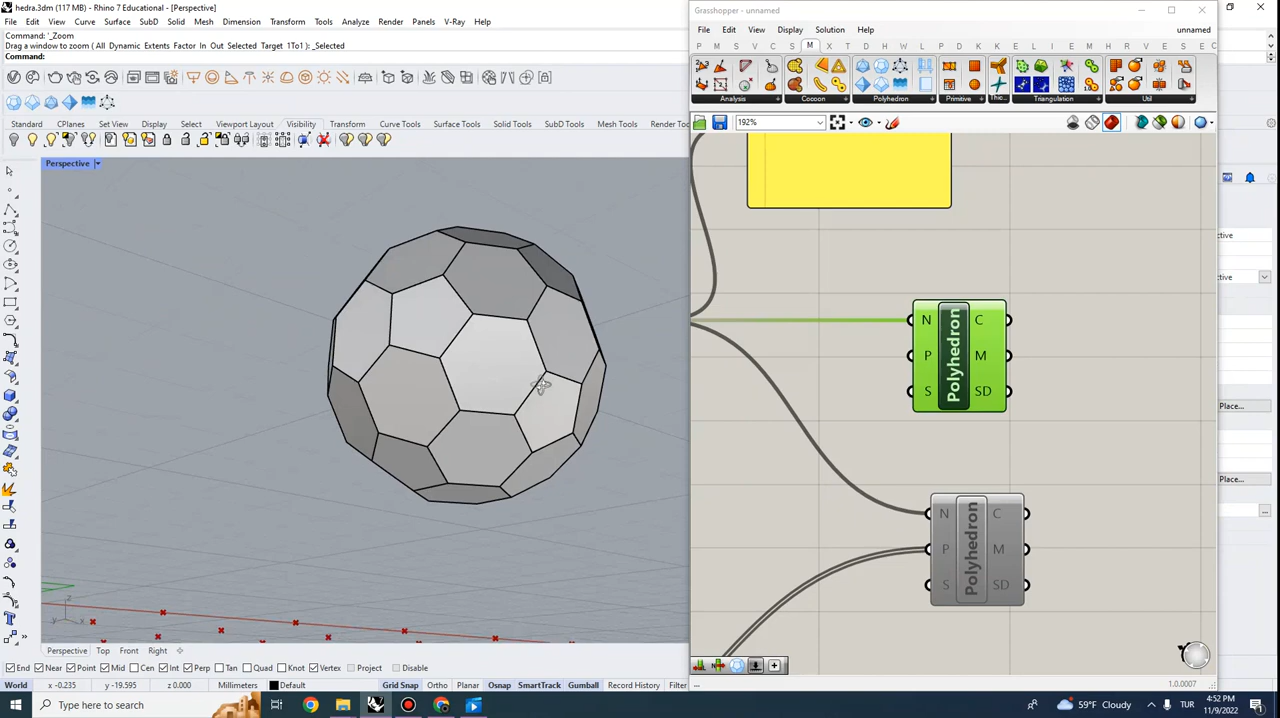 hedra.3dm (117 MB) - Rhino 7 Educational - [Perspective]
File Edit View Curve Surface SubD Solid Mesh Dimension Transform Tools Analyze Render Panels V-Ray Help
Command: '_Zoom
Drag a window to zoom ( All Dynamic Extents Factor In Out Selected Target 1To1 ): _Selected
Command:
Standard CPlanes Set View Display Select Viewport Layout Visibility Transform Curve Tools Surface Tools Solid Tools SubD Tools Mesh Tools
Perspective
Grasshopper - unnamed
File Edit View Display Solution Help unnamed
P M S V C S S M X T D D K L H W L P D K B F L E L H U M H E
Analysis Cocoon Polyhedron Primitive Thic... Triangulation Util
192%
N Polyhedron C
P M
S SD
N Polyhedron C
P M
S SD
1.0.0007
ctive
ctive
Place...
Place...
...
z
y x
Perspective Top Front Right
End Near Point Mid Cen Int Perp Tan Quad Knot Vertex Project Disable
World x -0.235 y -19.595 z 0.000 Millimeters Default Grid Snap Ortho Planar Osnap SmartTrack Gumball Record History Filter
Type here to search
59°F Cloudy TUR 4:52 PM 11/9/2022